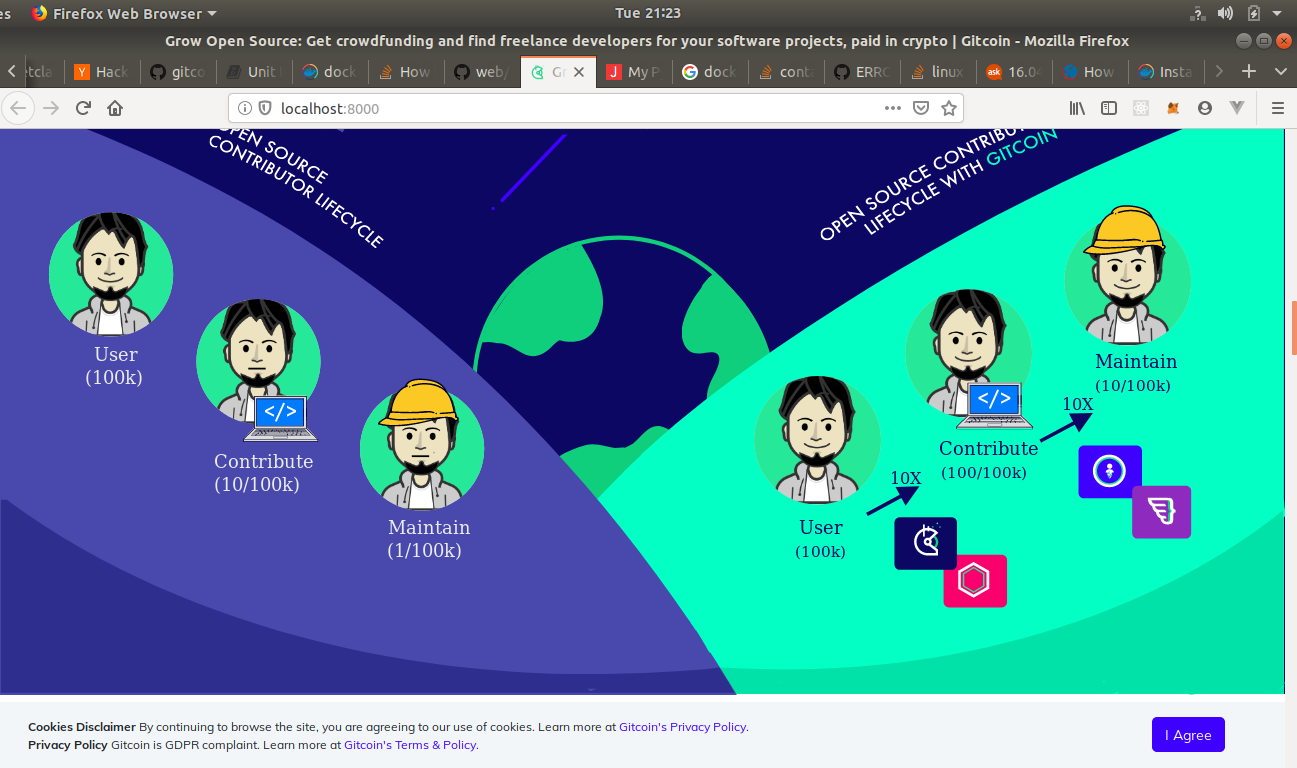 es Firefox Web Browser Tue 21:23
Grow Open Source: Get crowdfunding and find freelance developers for your software projects, paid in crypto | Gitcoin - Mozilla Firefox
etcla Hack gitco Unit dock How web/ Gr My P dock cont ERRC linux 16.04 How Insta
localhost:8000
OPEN SOURCE
CONTRIBUTOR LIFECYCLE
OPEN SOURCE CONTRIBU
LIFECYCLE WITH GITCOIN
User
(100k)
</>
Contribute
(10/100k)
Maintain
(1/100k)
User
(100k)
10X
</>
Contribute
(100/100k)
10X
Maintain
(10/100k)
Cookies Disclaimer By continuing to browse the site, you are agreeing to our use of cookies. Learn more at Gitcoin's Privacy Policy.
Privacy Policy Gitcoin is GDPR complaint. Learn more at Gitcoin's Terms & Policy.
I Agree